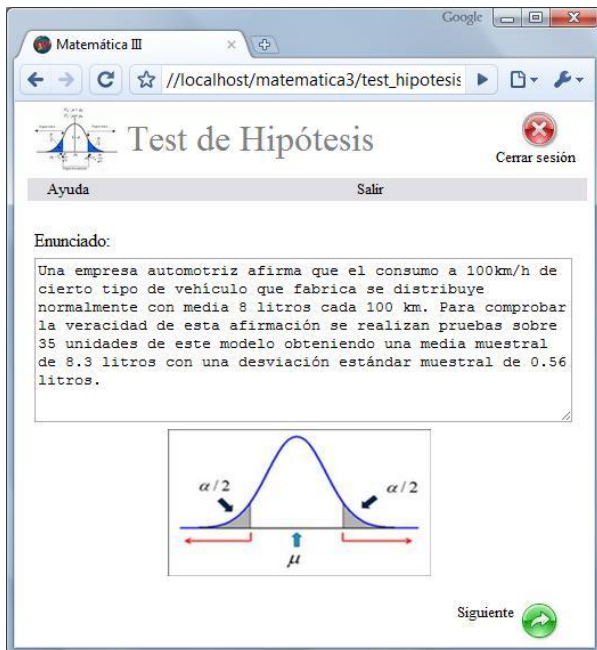 Google
Matemática III
//localhost/matematica3/test_hipotesis
Test de Hipótesis
Cerrar sesión
Ayuda Salir
Enunciado:
Una empresa automotriz afirma que el consumo a 100km/h de
cierto tipo de vehículo que fabrica se distribuye
normalmente con media 8 litros cada 100 km. Para comprobar
la veracidad de esta afirmación se realizan pruebas sobre
35 unidades de este modelo obteniendo una media muestral
de 8.3 litros con una desviación estándar muestral de 0.56
litros.
α/2 α/2
μ
Siguiente